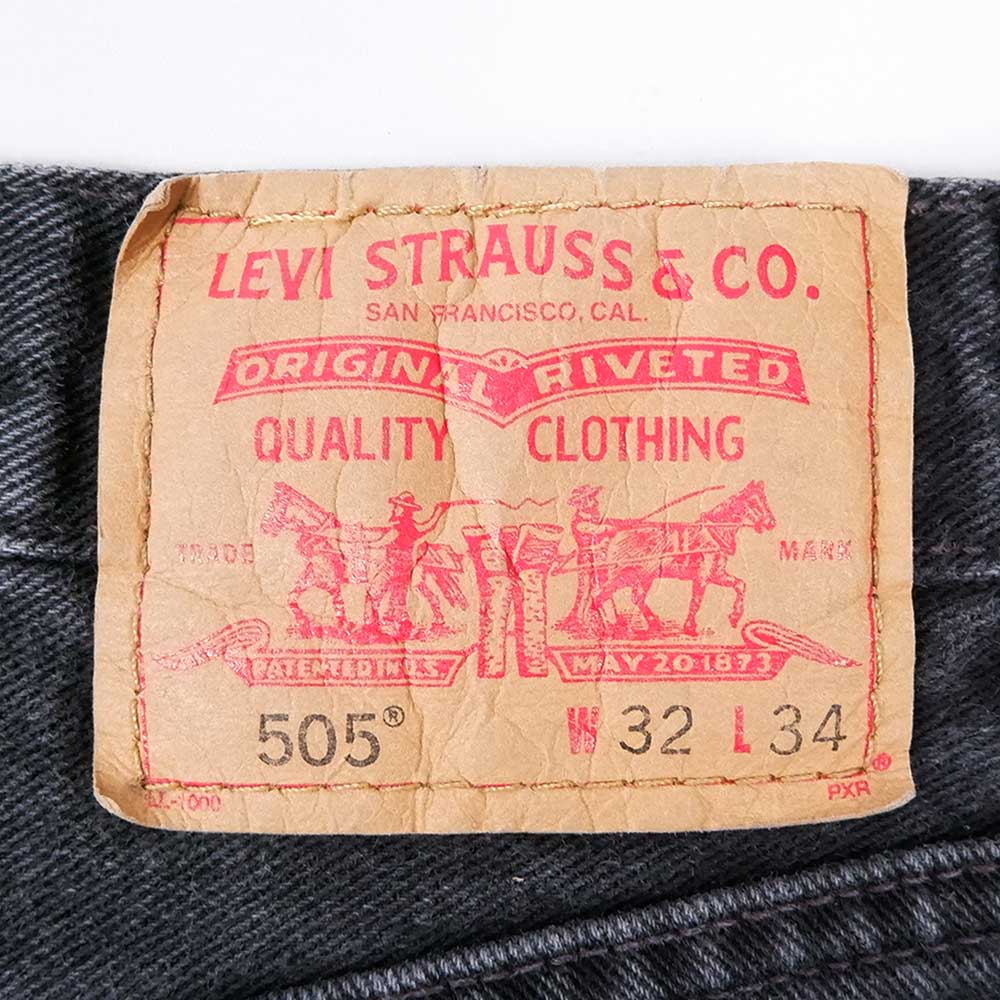 LEVI STRAUSS & CO.
SAN FRANCISCO, CAL.
ORIGINAL RIVETED
QUALITY CLOTHING
TRADE MARK
PATENTED IN U.S. MAY 20 1873
505® W 32 L 34
®
PXR